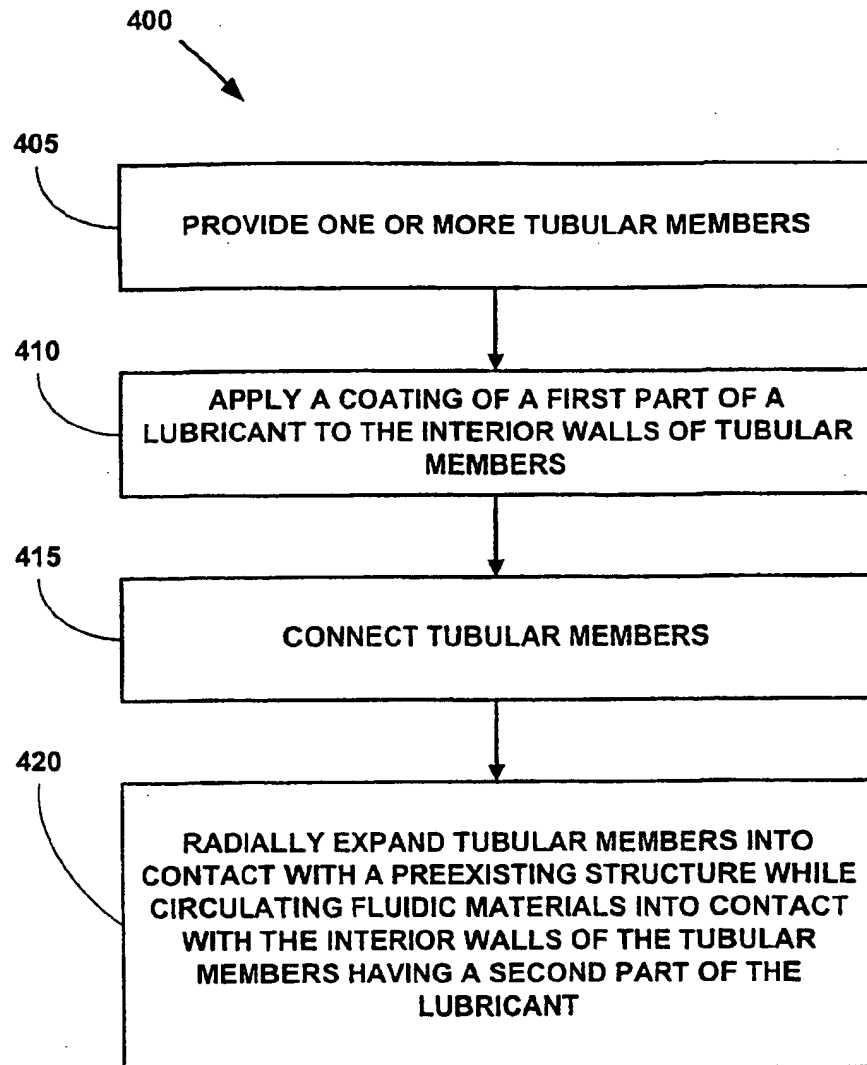 400
405
PROVIDE ONE OR MORE TUBULAR MEMBERS
410
APPLY A COATING OF A FIRST PART OF A
LUBRICANT TO THE INTERIOR WALLS OF TUBULAR
MEMBERS
415
CONNECT TUBULAR MEMBERS
420
RADIALLY EXPAND TUBULAR MEMBERS INTO
CONTACT WITH A PREEXISTING STRUCTURE WHILE
CIRCULATING FLUIDIC MATERIALS INTO CONTACT
WITH THE INTERIOR WALLS OF THE TUBULAR
MEMBERS HAVING A SECOND PART OF THE
LUBRICANT